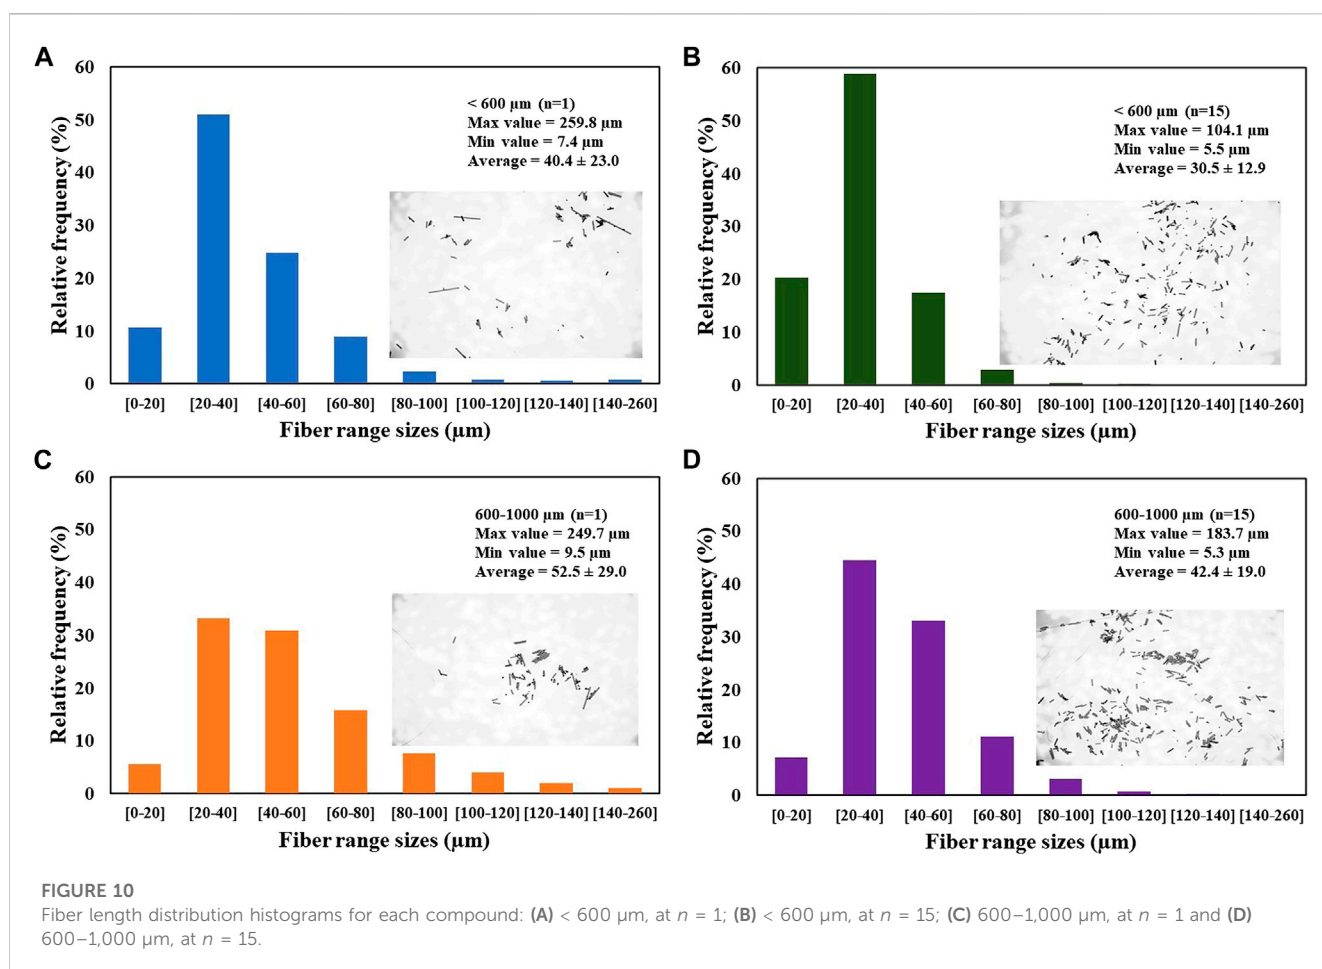 A
60
50
40
30
20
10
0
Relative frequency (%)
< 600 µm (n=1)
Max value = 259.8 µm
Min value = 7.4 µm
Average = 40.4 ± 23.0
[0-20] [20-40] [40-60] [60-80] [80-100] [100-120] [120-140] [140-260]
Fiber range sizes (µm)
B
60
50
40
30
20
10
0
Relative frequency (%)
< 600 µm (n=15)
Max value = 104.1 µm
Min value = 5.5 µm
Average = 30.5 ± 12.9
[0-20] [20-40] [40-60] [60-80] [80-100] [100-120] [120-140] [140-260]
Fiber range sizes (µm)
C
60
50
40
30
20
10
0
Relative frequency (%)
600-1000 µm (n=1)
Max value = 249.7 µm
Min value = 9.5 µm
Average = 52.5 ± 29.0
[0-20] [20-40] [40-60] [60-80] [80-100] [100-120] [120-140] [140-260]
Fiber range sizes (µm)
D
60
50
40
30
20
10
0
Relative frequency (%)
600-1000 µm (n=15)
Max value = 183.7 µm
Min value = 5.3 µm
Average = 42.4 ± 19.0
[0-20] [20-40] [40-60] [60-80] [80-100] [100-120] [120-140] [140-260]
Fiber range sizes (µm)
FIGURE 10
Fiber length distribution histograms for each compound: (A) < 600 µm, at n = 1; (B) < 600 µm, at n = 15; (C) 600–1,000 µm, at n = 1 and (D)
600–1,000 µm, at n = 15.